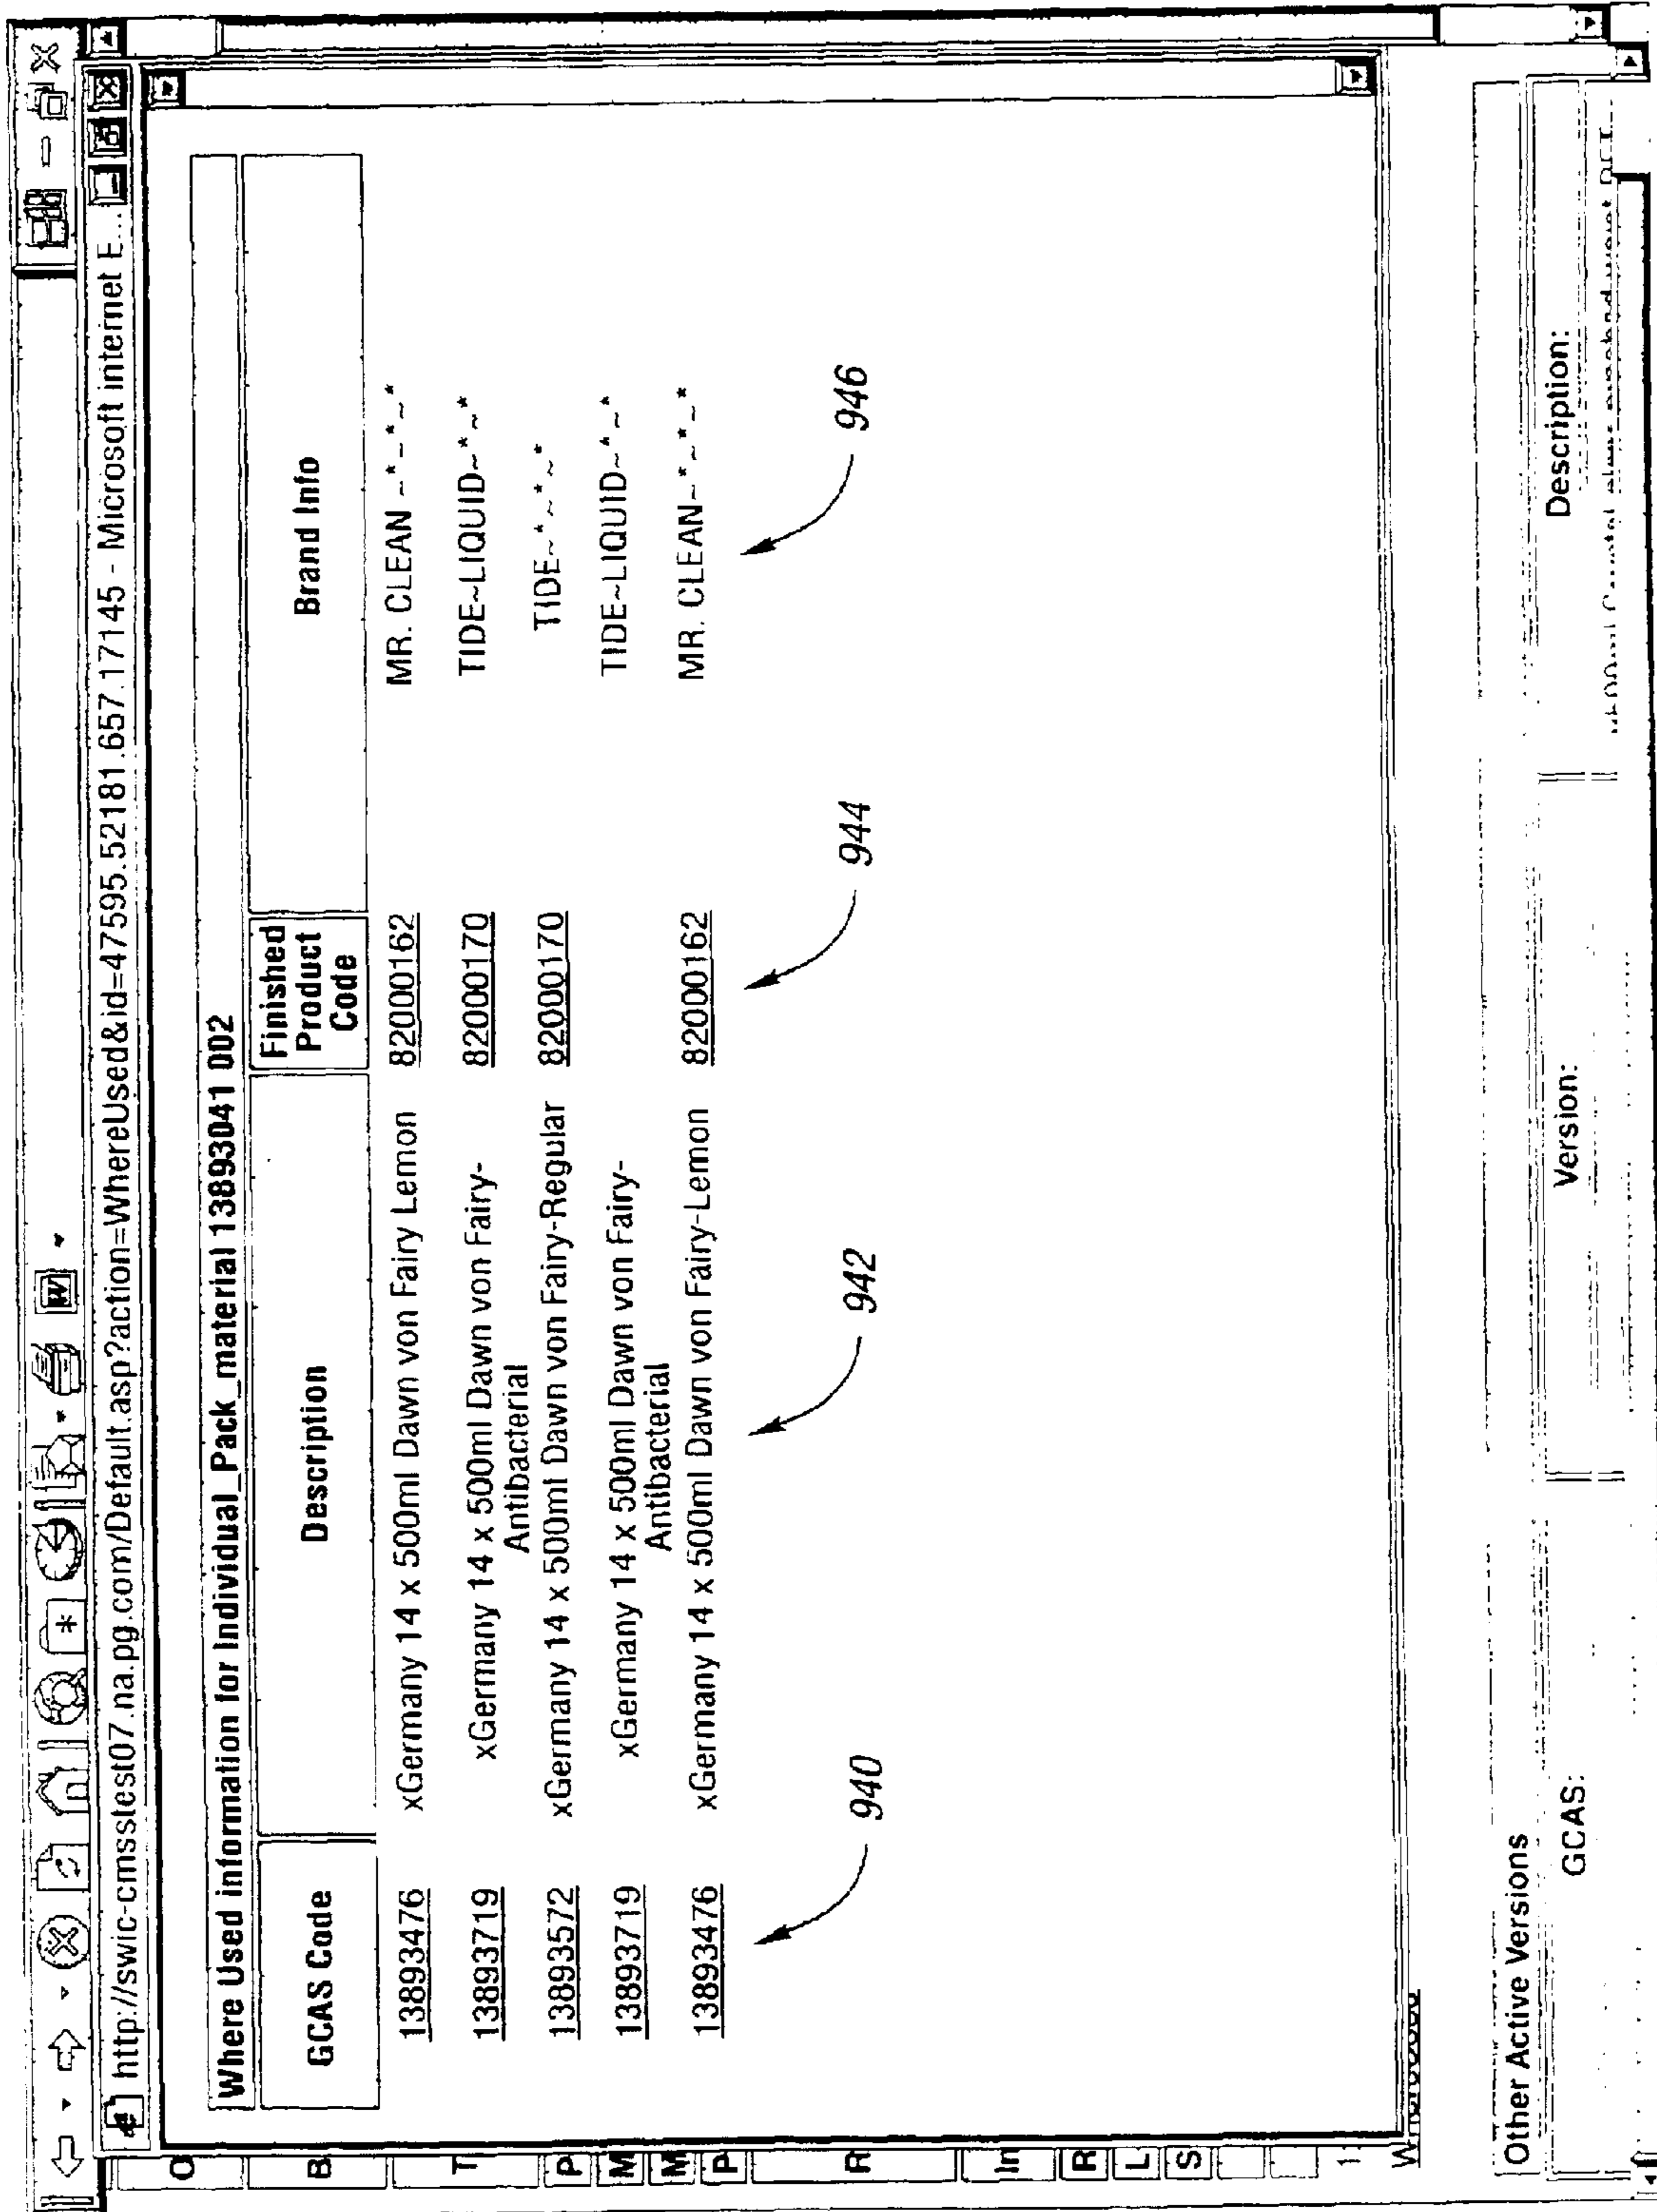 http://swic-cmsstest07.na.pg.com/Default.asp?action=WhereUsed&id=47595.52181.657.17145 - Microsoft internet E...
Where Used information for Individual_Pack_material 13893041 002
GCAS Code Description Finished Product Code Brand Info
13893476 xGermany 14 x 500ml Dawn von Fairy Lemon 82000162 MR. CLEAN ~*~*~*
13893719 xGermany 14 x 500ml Dawn von Fairy- 82000170 TIDE~LIQUID~*~*
Antibacterial
13893572 xGermany 14 x 500ml Dawn von Fairy-Regular 82000170 TIDE~*~*~*
13893719 xGermany 14 x 500ml Dawn von Fairy- TIDE~LIQUID~*~*
Antibacterial
13893476 xGermany 14 x 500ml Dawn von Fairy-Lemon 82000162 MR. CLEAN~*~*~*
940 942 944 946
O
B
T
P
M
M
P
R
In
R
L
S
1:
W
Other Active Versions
GCAS: Version: Description: